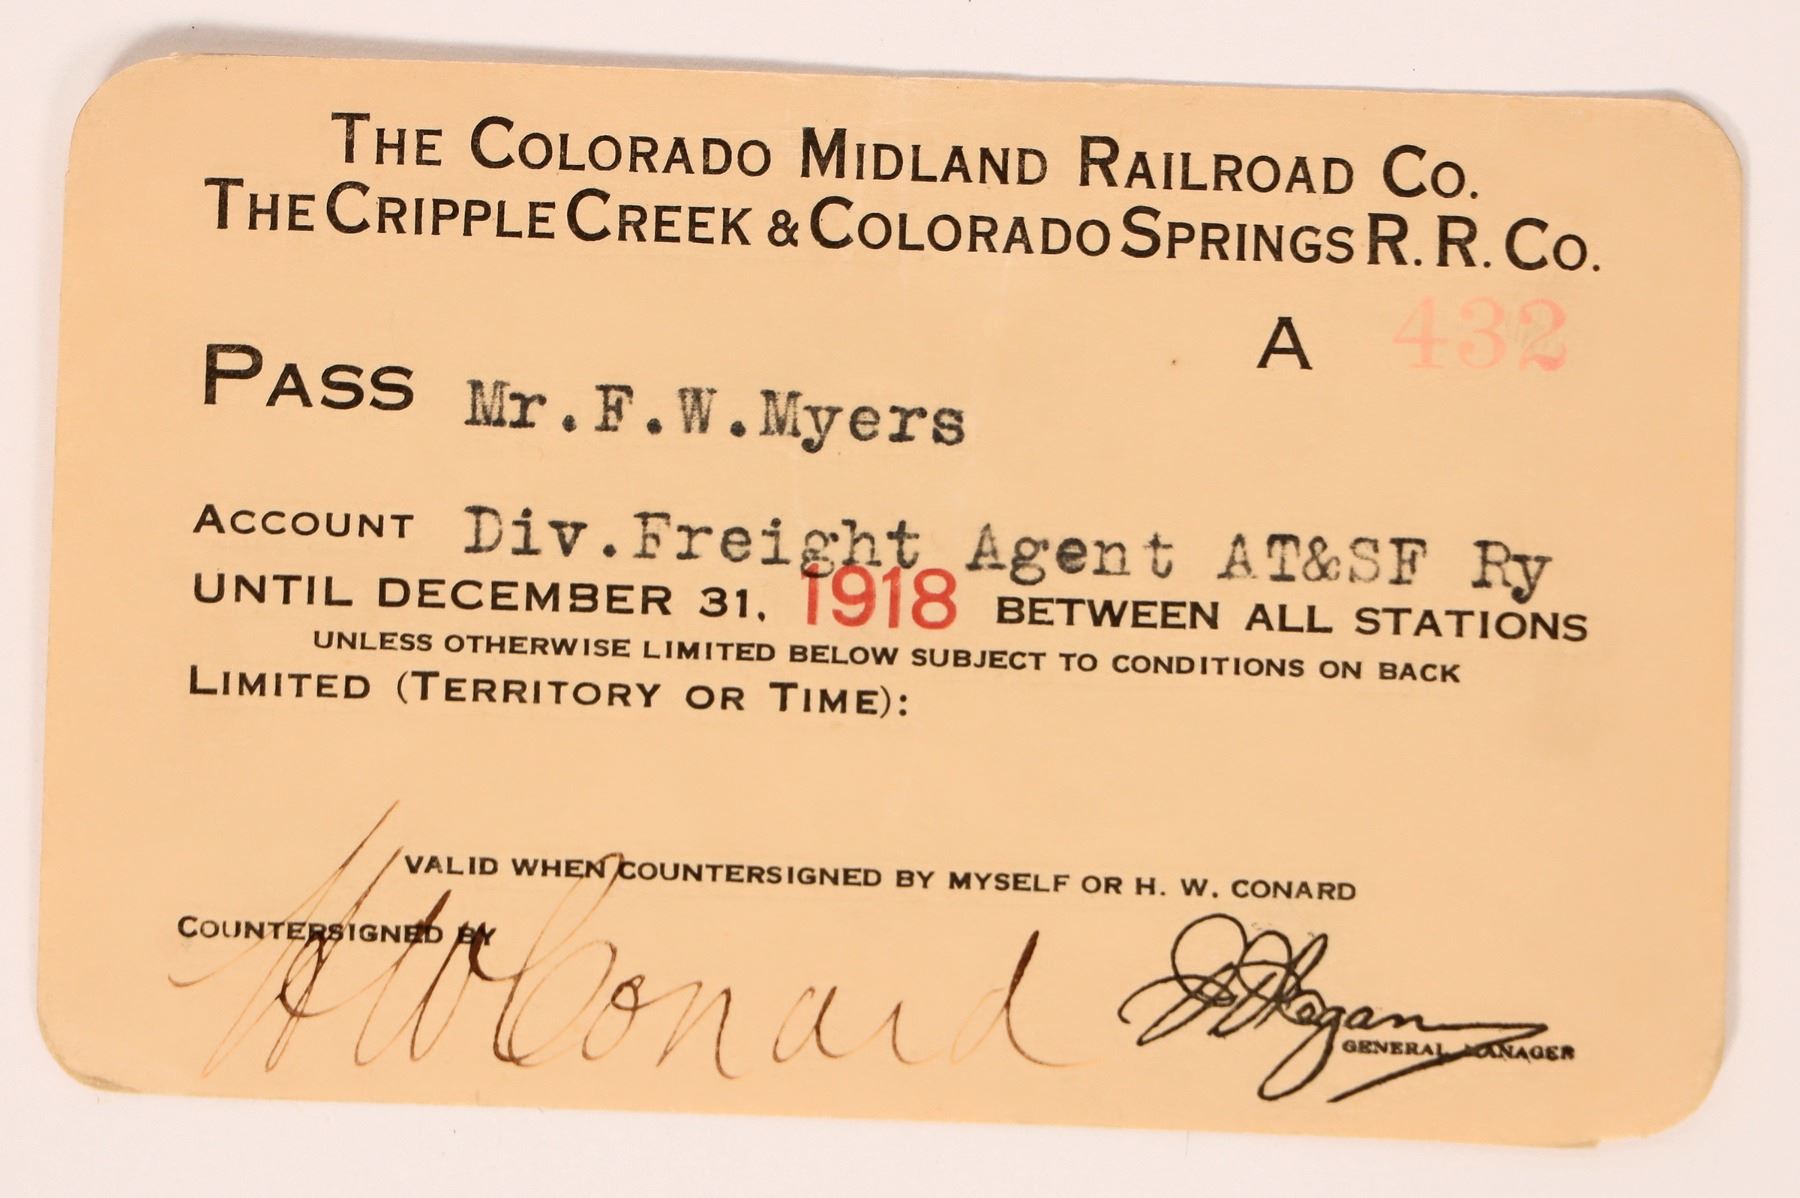 THE COLORADO MIDLAND RAILROAD CO.
THE CRIPPLE CREEK & COLORADO SPRINGS R. R. CO.
A 432
PASS Mr.F.W.Myers
ACCOUNT Div.Freight Agent AT&SF Ry
UNTIL DECEMBER 31, 1918 BETWEEN ALL STATIONS
UNLESS OTHERWISE LIMITED BELOW SUBJECT TO CONDITIONS ON BACK
LIMITED (TERRITORY OR TIME):
VALID WHEN COUNTERSIGNED BY MYSELF OR H. W. CONARD
COUNTERSIGNED BY
H W Conard
GENERAL MANAGER